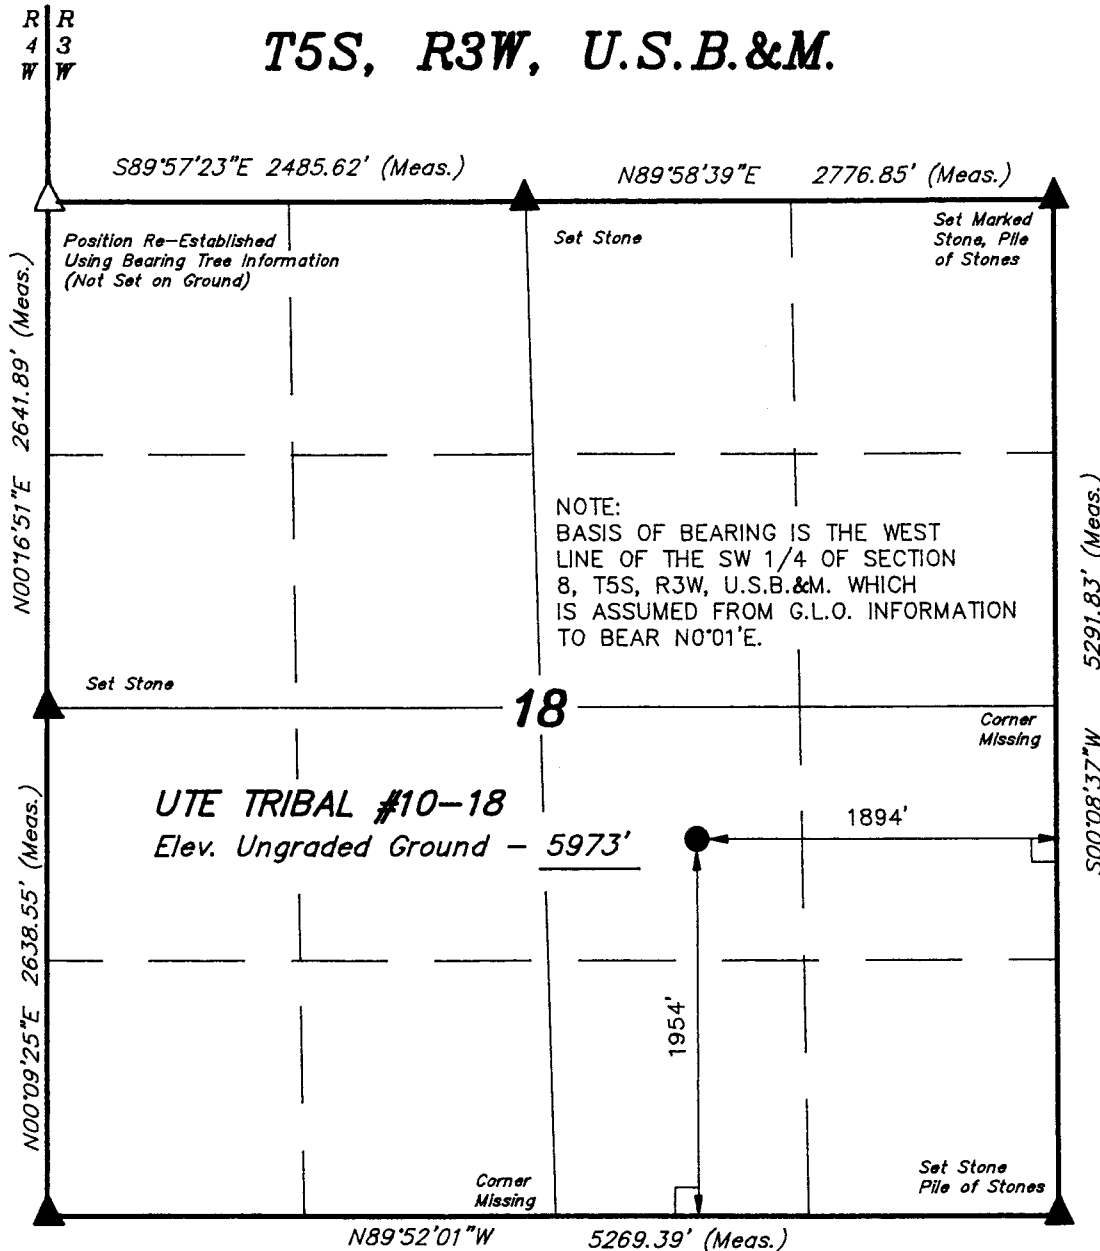 R R
4 3
W W
T5S, R3W, U.S.B.&M.
S89°57'23"E 2485.62' (Meas.)
N89°58'39"E 2776.85' (Meas.)
Position Re-Established
Using Bearing Tree Information
(Not Set on Ground)
Set Stone
Set Marked
Stone, Pile
of Stones
N00°16'51"E 2641.89' (Meas.)
NOTE:
BASIS OF BEARING IS THE WEST
LINE OF THE SW 1/4 OF SECTION
8, T5S, R3W, U.S.B.&M. WHICH
IS ASSUMED FROM G.L.O. INFORMATION
TO BEAR N0°01'E.
S00°08'37"W 5291.83' (Meas.)
Set Stone
18
Corner
Missing
UTE TRIBAL #10-18
Elev. Ungraded Ground - 5973'
1894'
1954'
N00°09'25"E 2638.55' (Meas.)
Corner
Missing
Set Stone
Pile of Stones
N89°52'01"W 5269.39' (Meas.)